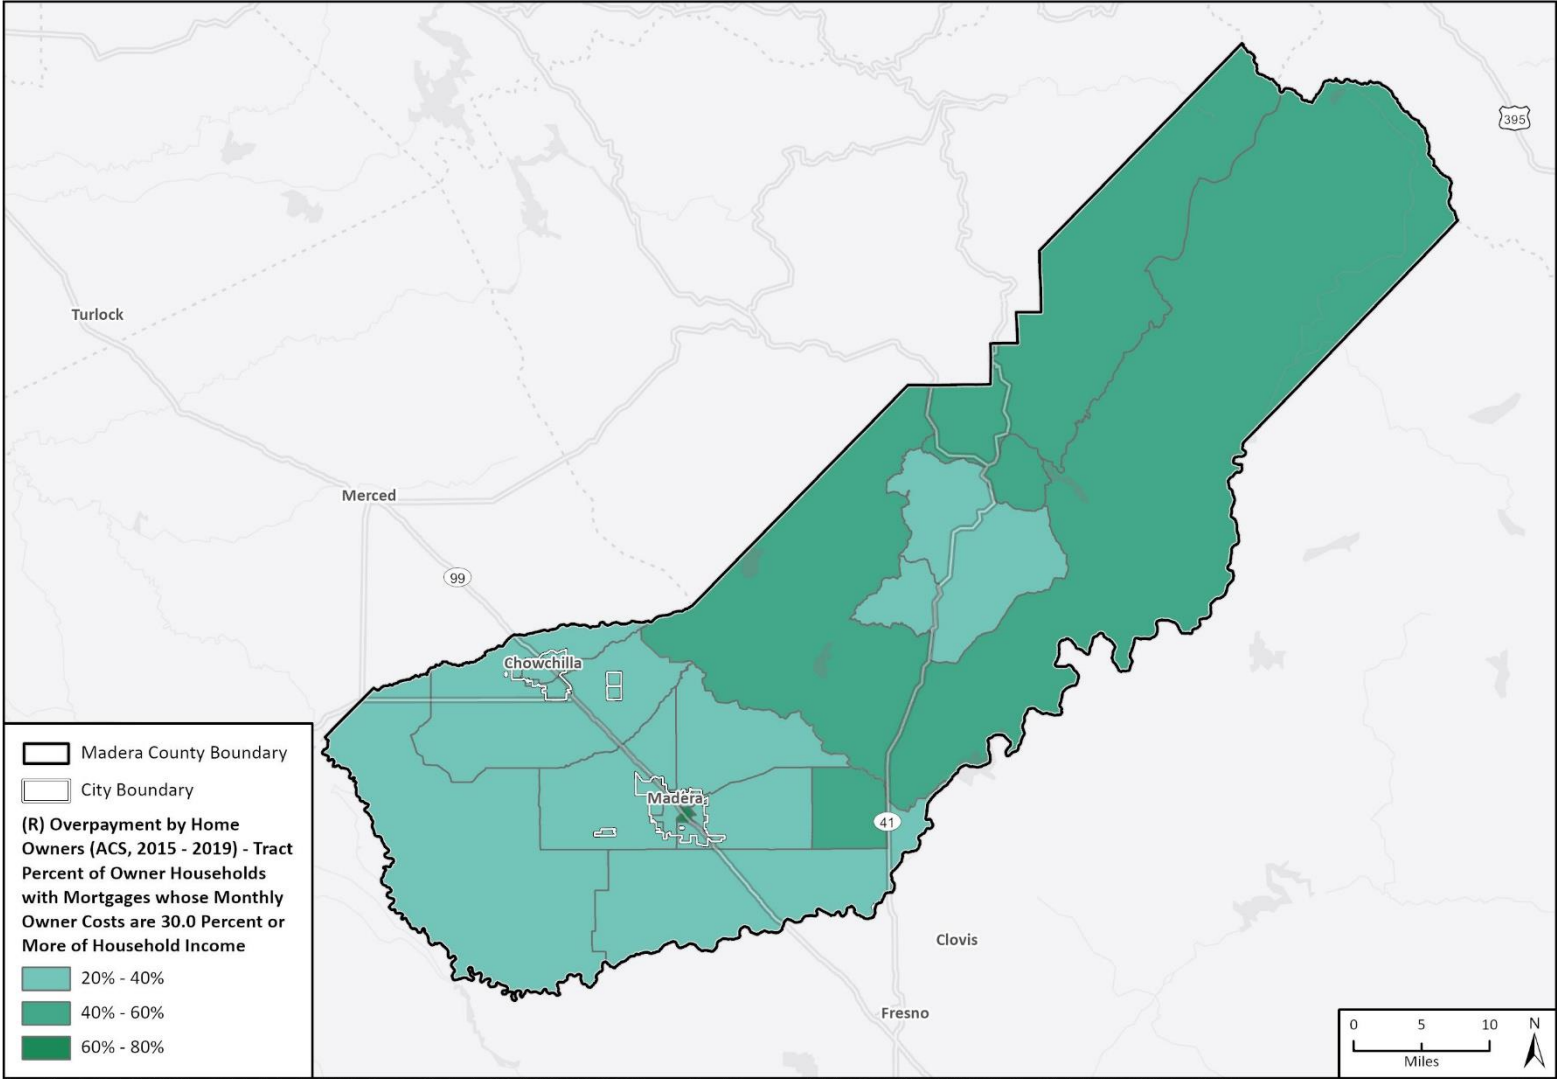 395
Turlock
Merced
99
Chowchilla
Madera
41
Clovis
Fresno
Madera County Boundary
City Boundary
(R) Overpayment by Home
Owners (ACS, 2015 - 2019) - Tract
Percent of Owner Households
with Mortgages whose Monthly
Owner Costs are 30.0 Percent or
More of Household Income
20% - 40%
40% - 60%
60% - 80%
0 5 10 N
Miles